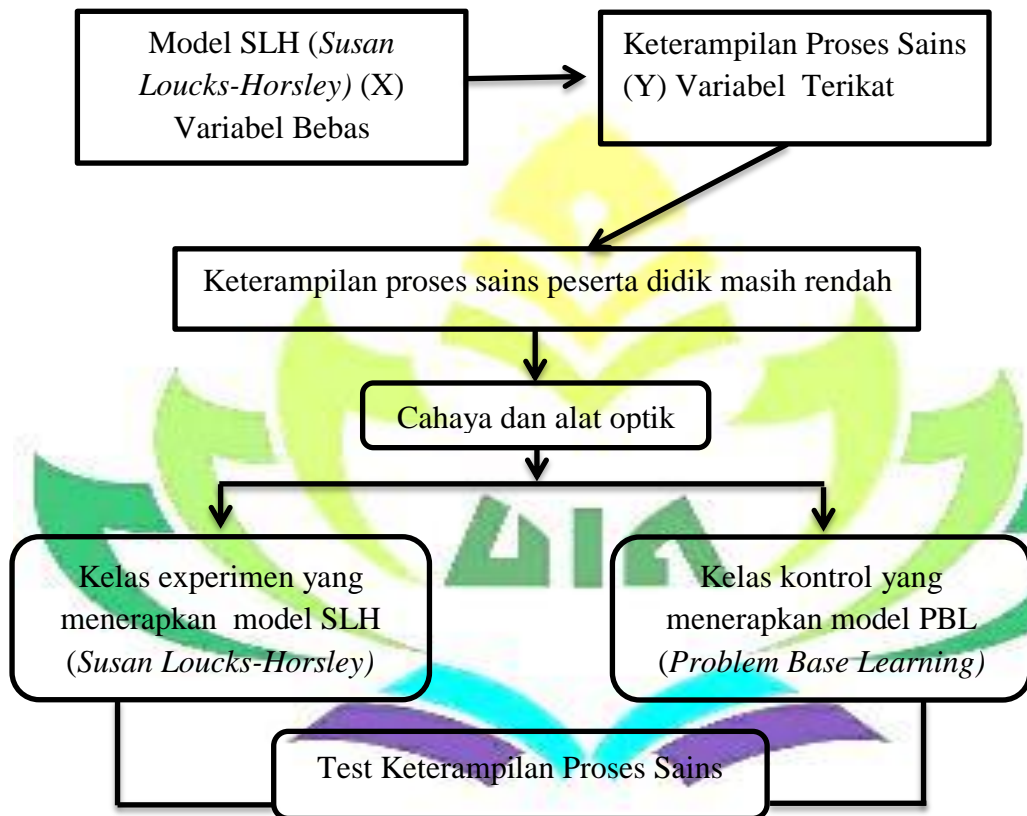 Model SLH (Susan
Loucks-Horsley) (X)
Variabel Bebas
Keterampilan Proses Sains
(Y) Variabel  Terikat
Keterampilan proses sains peserta didik masih rendah
Cahaya dan alat optik
Kelas experimen yang
menerapkan  model SLH
(Susan Loucks-Horsley)
Kelas kontrol yang
menerapkan model PBL
(Problem Base Learning)
Test Keterampilan Proses Sains